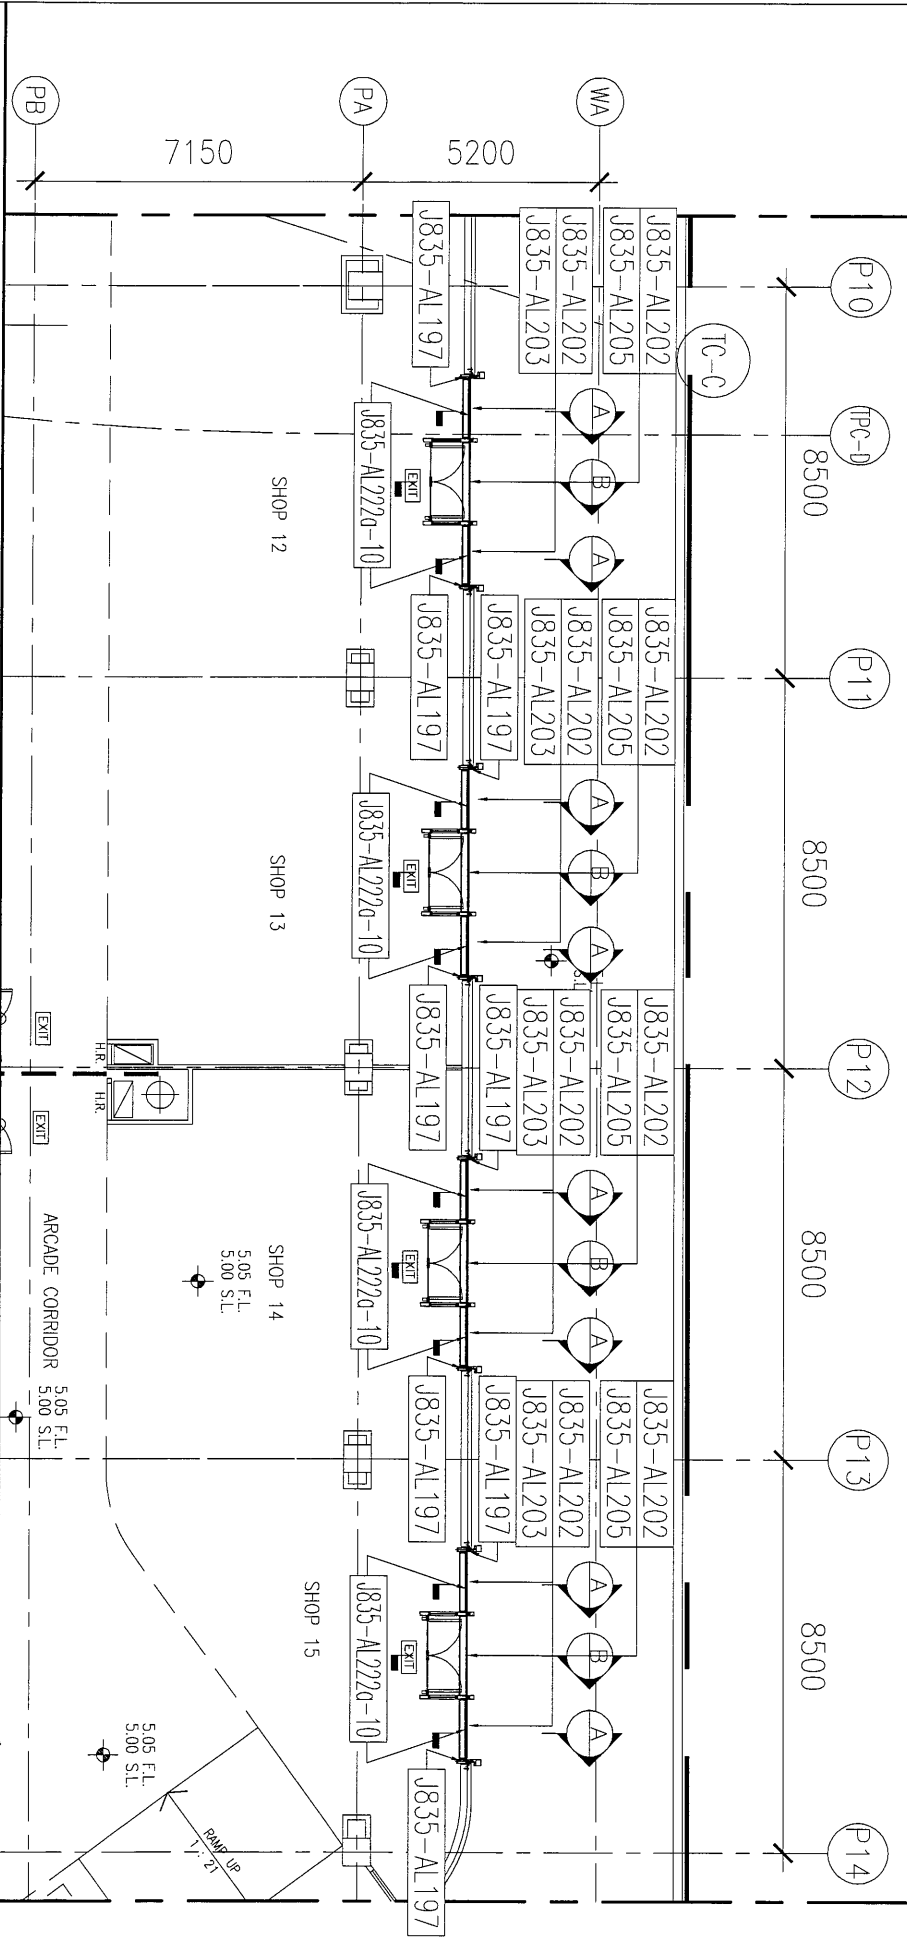 PB
PA
WA
7150
5200
P10
TPC-D
P11
P12
P13
P14
8500
8500
8500
8500
TC-C
J835-AL202
J835-AL205
J835-AL202
J835-AL203
J835-AL197
A
B
A
J835-AL222a-10
EXIT
SHOP 12
J835-AL202
J835-AL205
J835-AL202
J835-AL203
J835-AL197
J835-AL197
A
B
A
J835-AL222a-10
EXIT
SHOP 13
J835-AL202
J835-AL205
J835-AL202
J835-AL203
J835-AL197
J835-AL197
A
B
A
J835-AL222a-10
EXIT
SHOP 14
5.05 F.L.
5.00 S.L.
J835-AL202
J835-AL205
J835-AL202
J835-AL203
J835-AL197
J835-AL197
A
B
A
J835-AL222a-10
EXIT
SHOP 15
J835-AL197
EXIT
H.R.
H.R.
EXIT
ARCADE CORRIDOR
5.05 F.L.
5.00 S.L.
5.05 F.L.
5.00 S.L.
RAMP UP
1 : 21